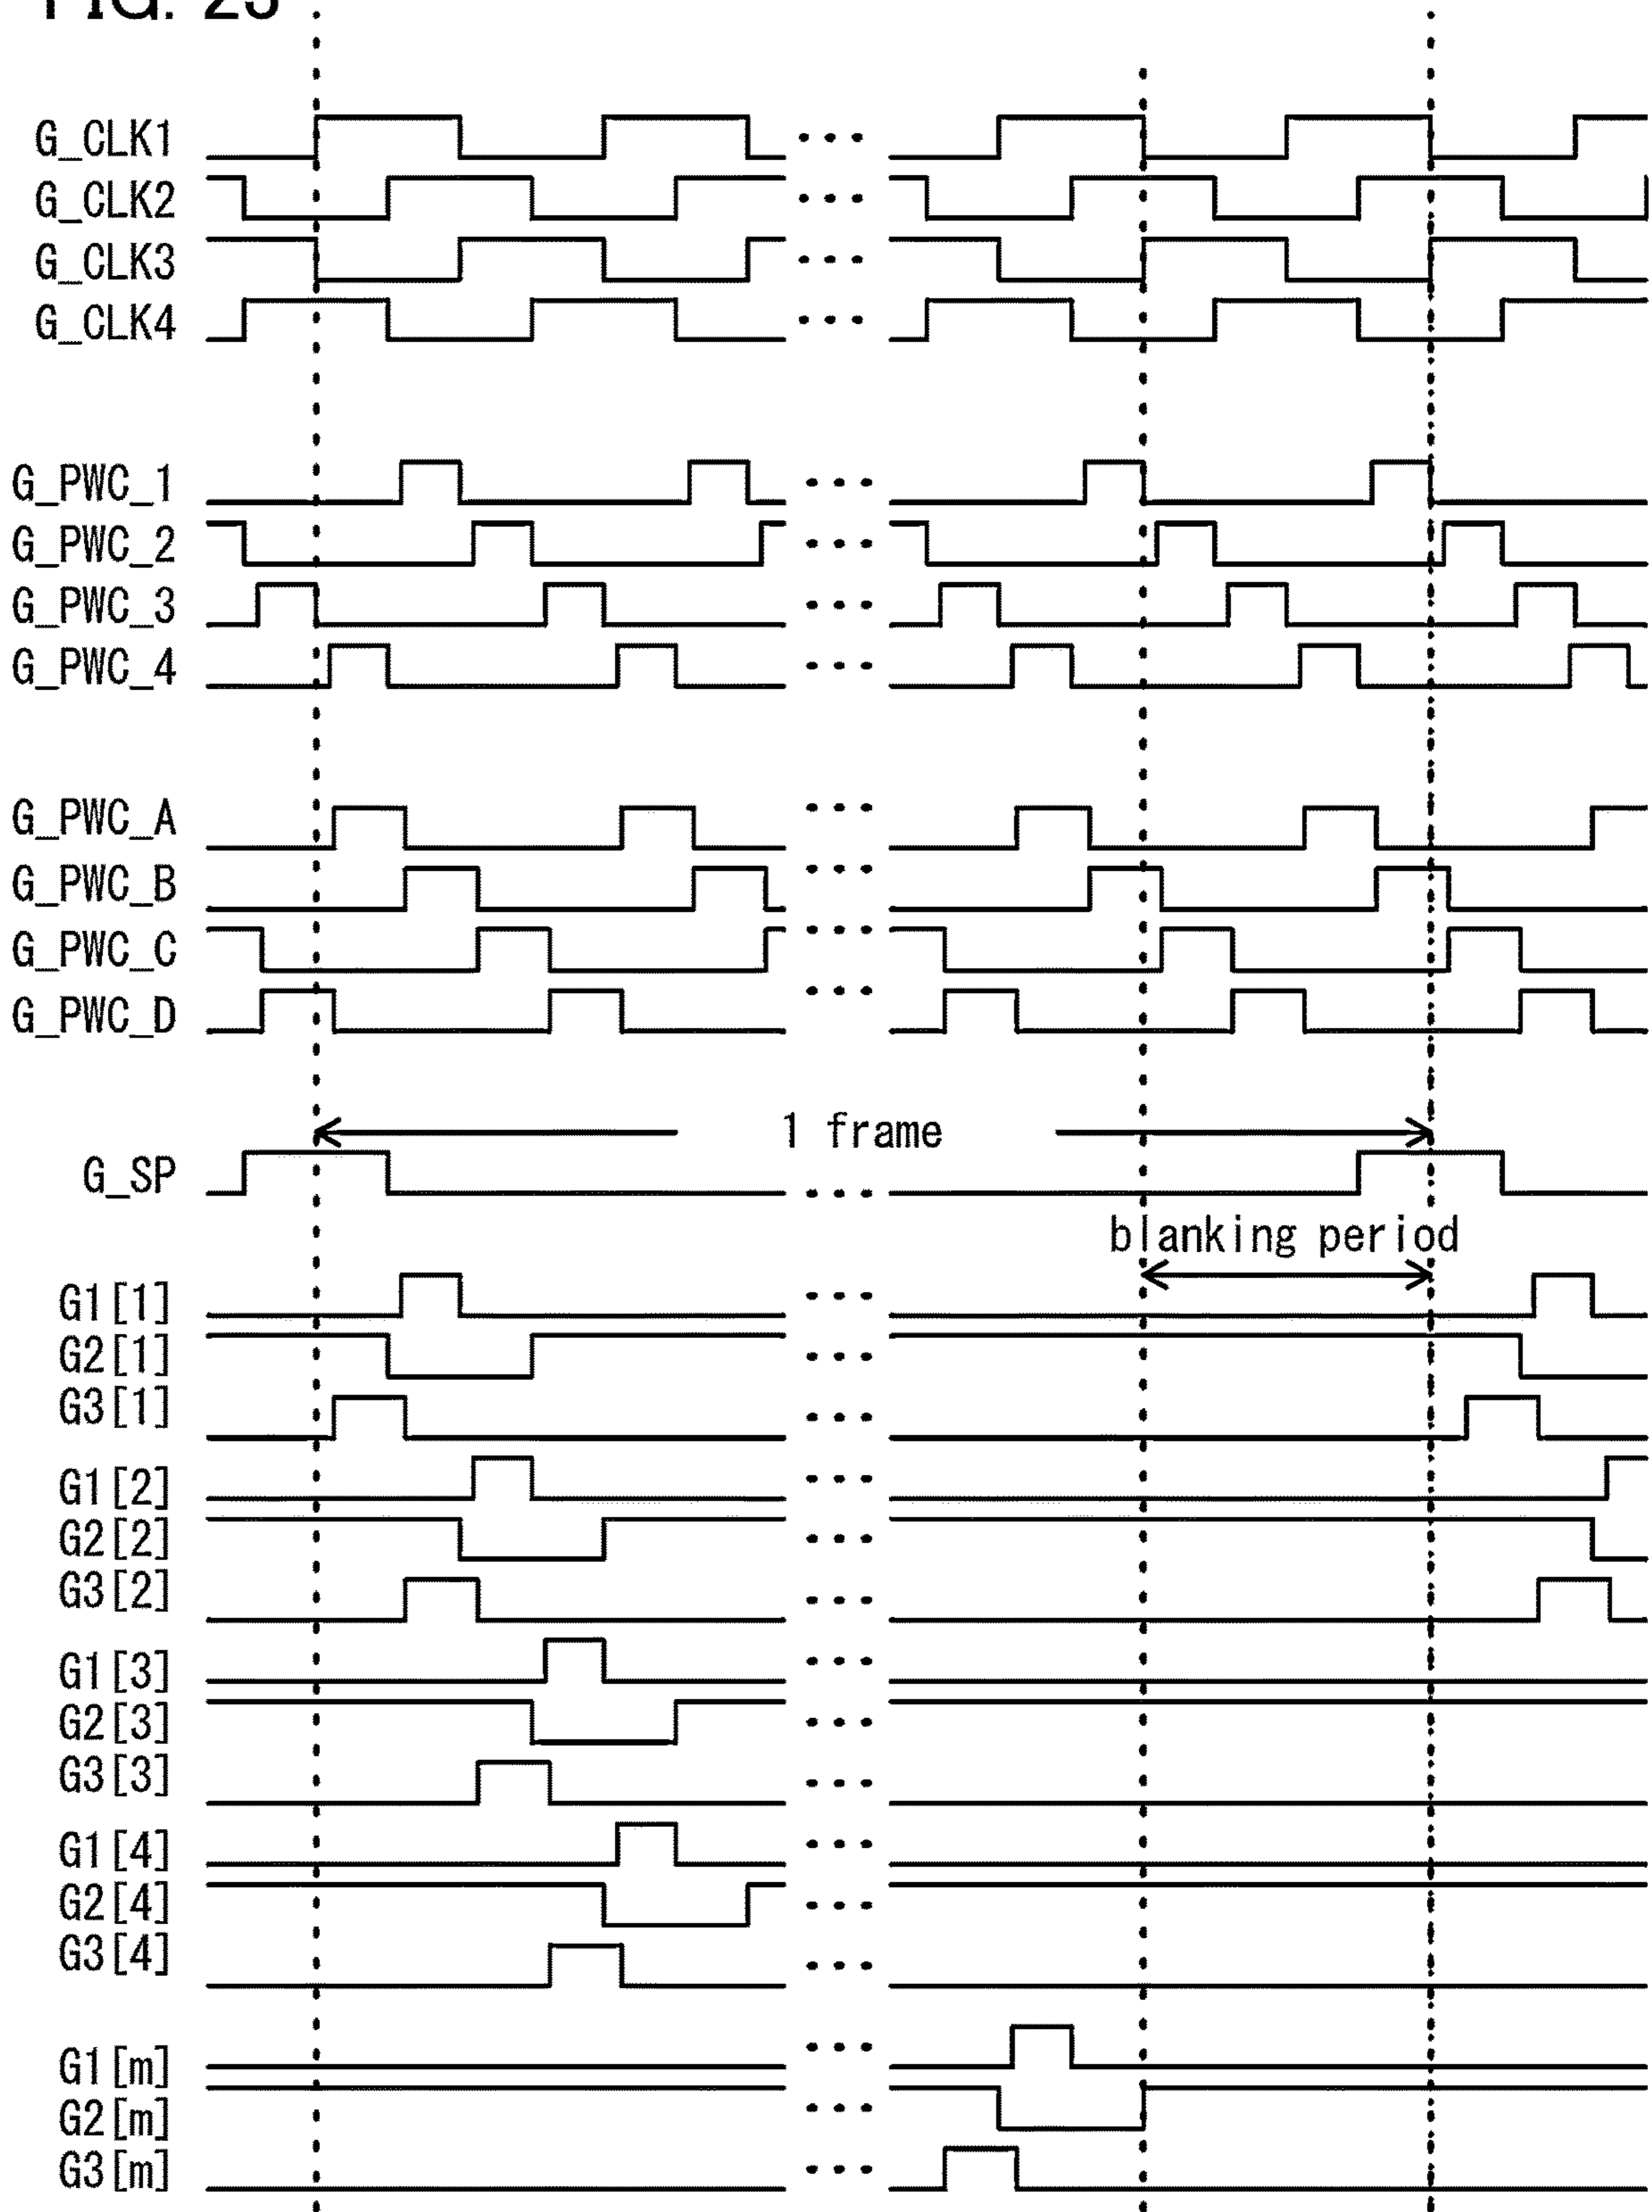 FIG. 23
G_CLK1
G_CLK2
G_CLK3
G_CLK4
G_PWC_1
G_PWC_2
G_PWC_3
G_PWC_4
G_PWC_A
G_PWC_B
G_PWC_C
G_PWC_D
1 frame
G_SP
blanking period
G1[1]
G2[1]
G3[1]
G1[2]
G2[2]
G3[2]
G1[3]
G2[3]
G3[3]
G1[4]
G2[4]
G3[4]
G1[m]
G2[m]
G3[m]